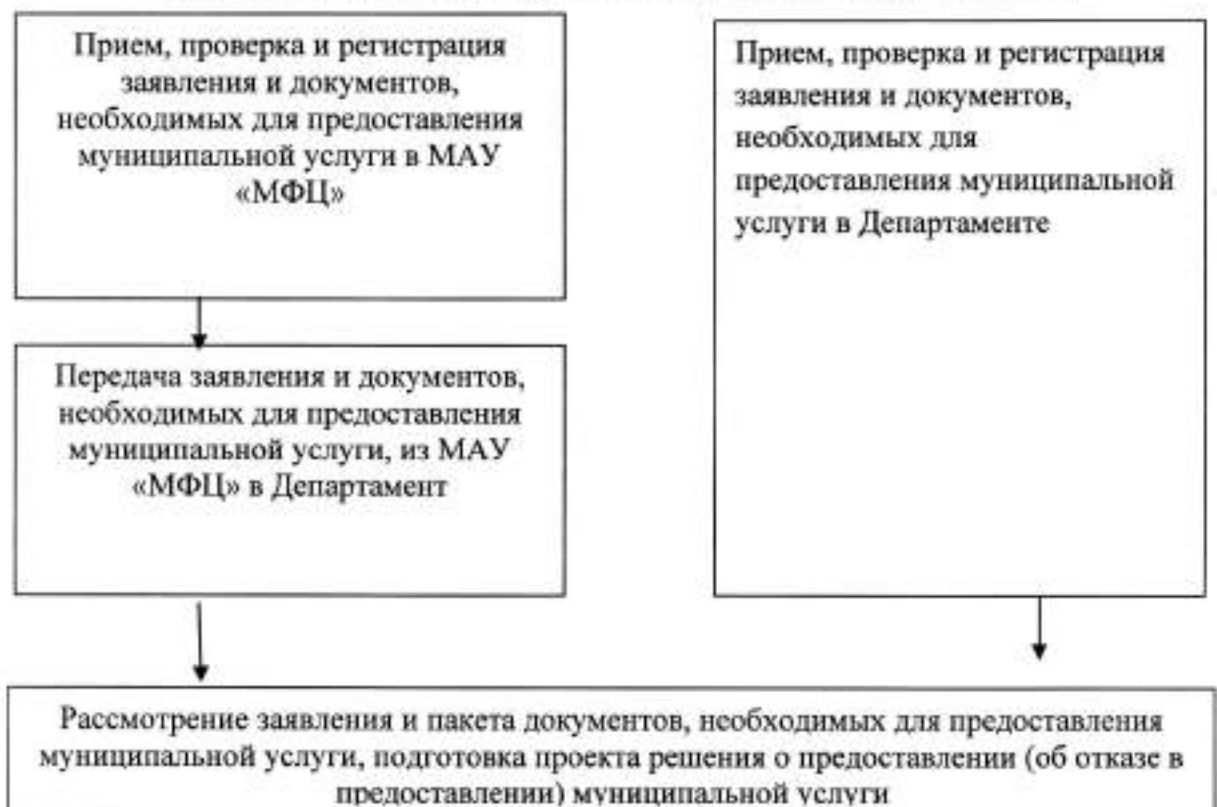 Прием, проверка и регистрация
заявления и документов,
необходимых для предоставления
муниципальной услуги в МАУ
«МФЦ»
Прием, проверка и регистрация
заявления и документов,
необходимых для
предоставления муниципальной
услуги в Департаменте
Передача заявления и документов,
необходимых для предоставления
муниципальной услуги, из МАУ
«МФЦ» в Департамент
Рассмотрение заявления и пакета документов, необходимых для предоставления
муниципальной услуги, подготовка проекта решения о предоставлении (об отказе в
предоставлении) муниципальной услуги